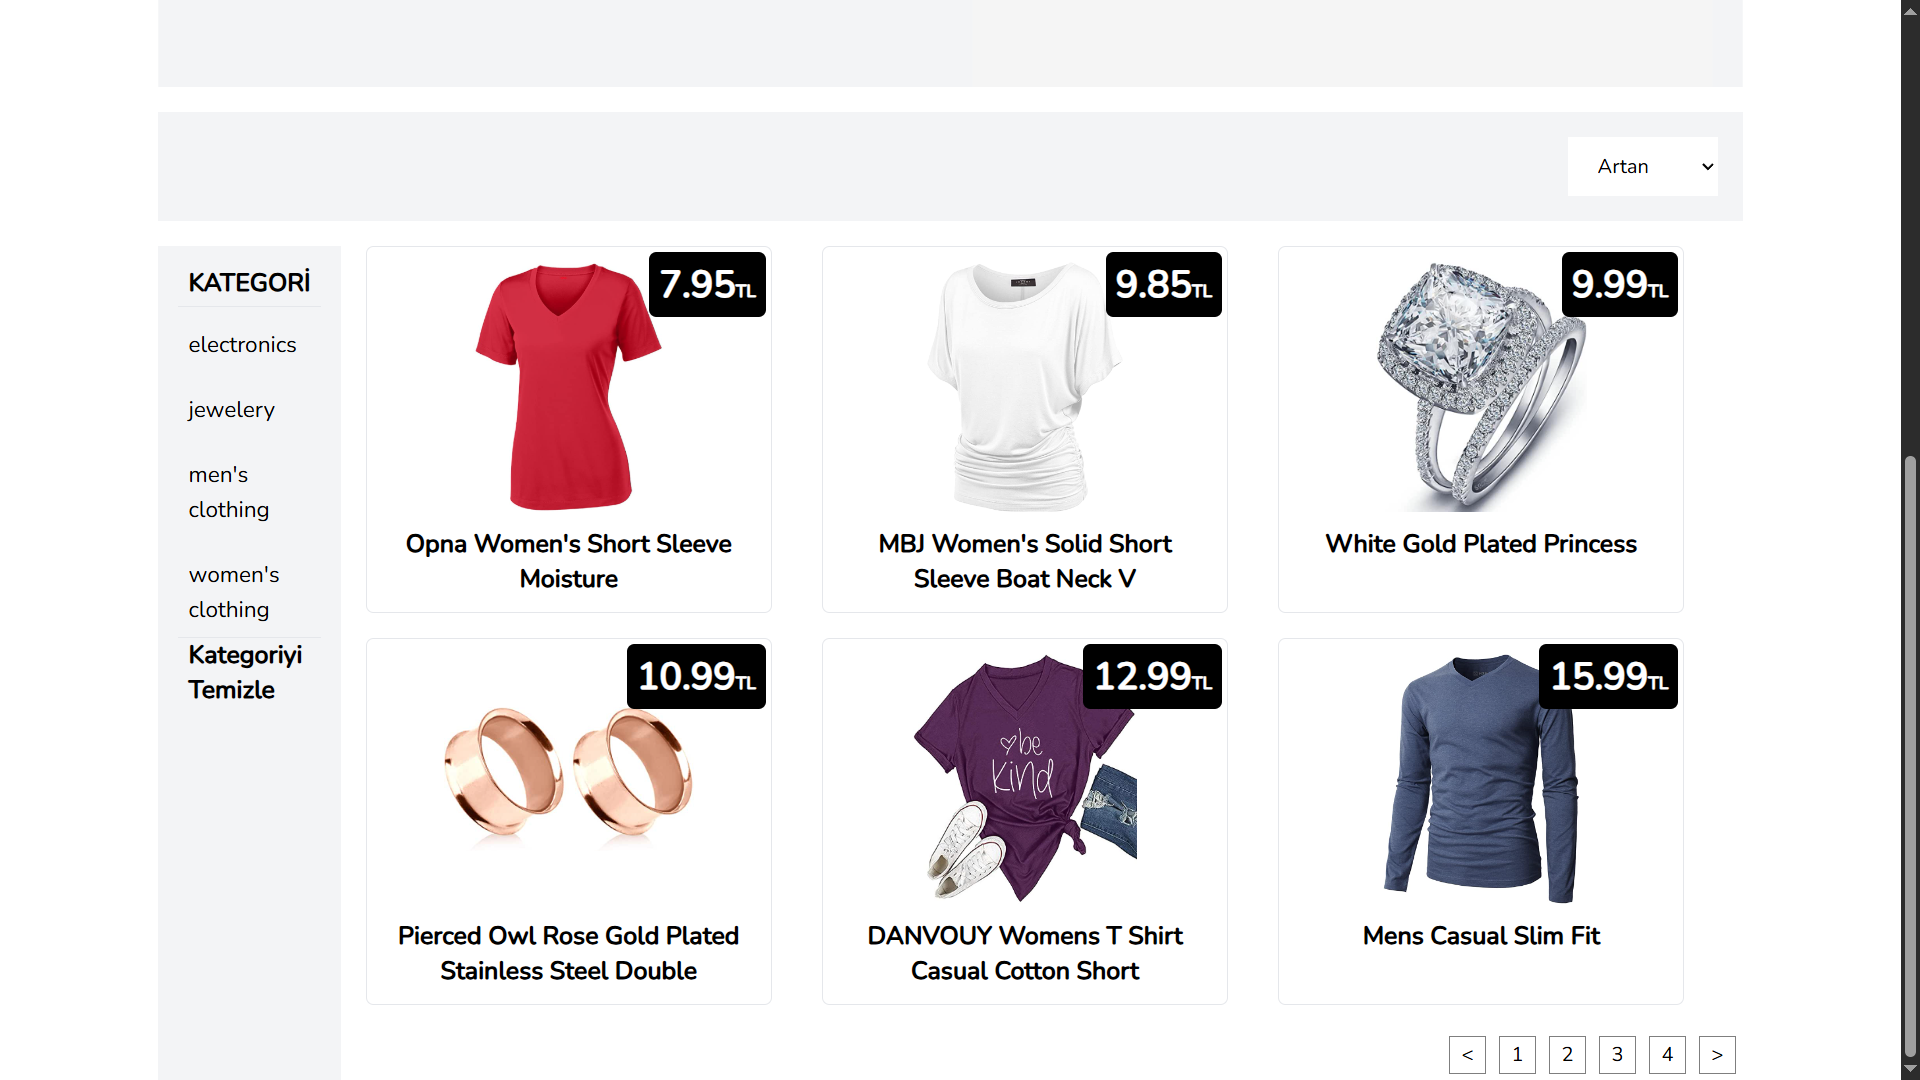 Artan
KATEGORİ
electronics
jewelery
men's
clothing
women's
clothing
Kategoriyi
Temizle
7.95TL
Opna Women's Short Sleeve
Moisture
9.85TL
MBJ Women's Solid Short
Sleeve Boat Neck V
9.99TL
White Gold Plated Princess
10.99TL
Pierced Owl Rose Gold Plated
Stainless Steel Double
12.99TL
be
kind
DANVOUY Womens T Shirt
Casual Cotton Short
15.99TL
Mens Casual Slim Fit
< 1 2 3 4 >